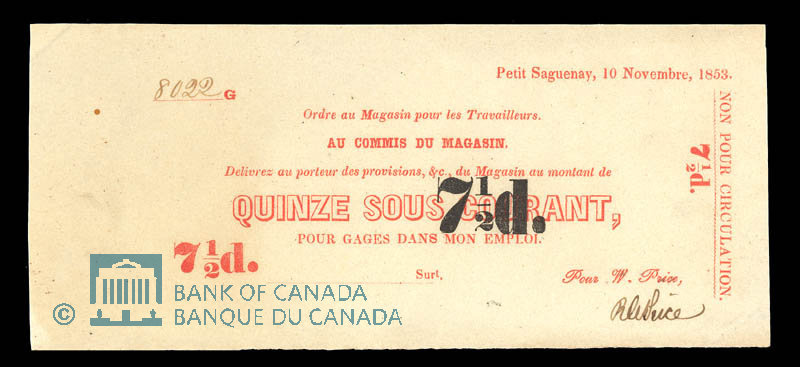 Petit Saguenay, 10 Novembre, 1853.
8022 G
Ordre au Magasin pour les Travailleurs.
AU COMMIS DU MAGASIN.
Delivrez au porteur des provisions, &c., du Magasin au montant de
QUINZE SOUS COURANT,
7½d.
POUR GAGES DANS MON EMPLOI.
7½d.
Surt.
Pour W. Price,
NON POUR CIRCULATION.
7½d.
© BANK OF CANADA
BANQUE DU CANADA